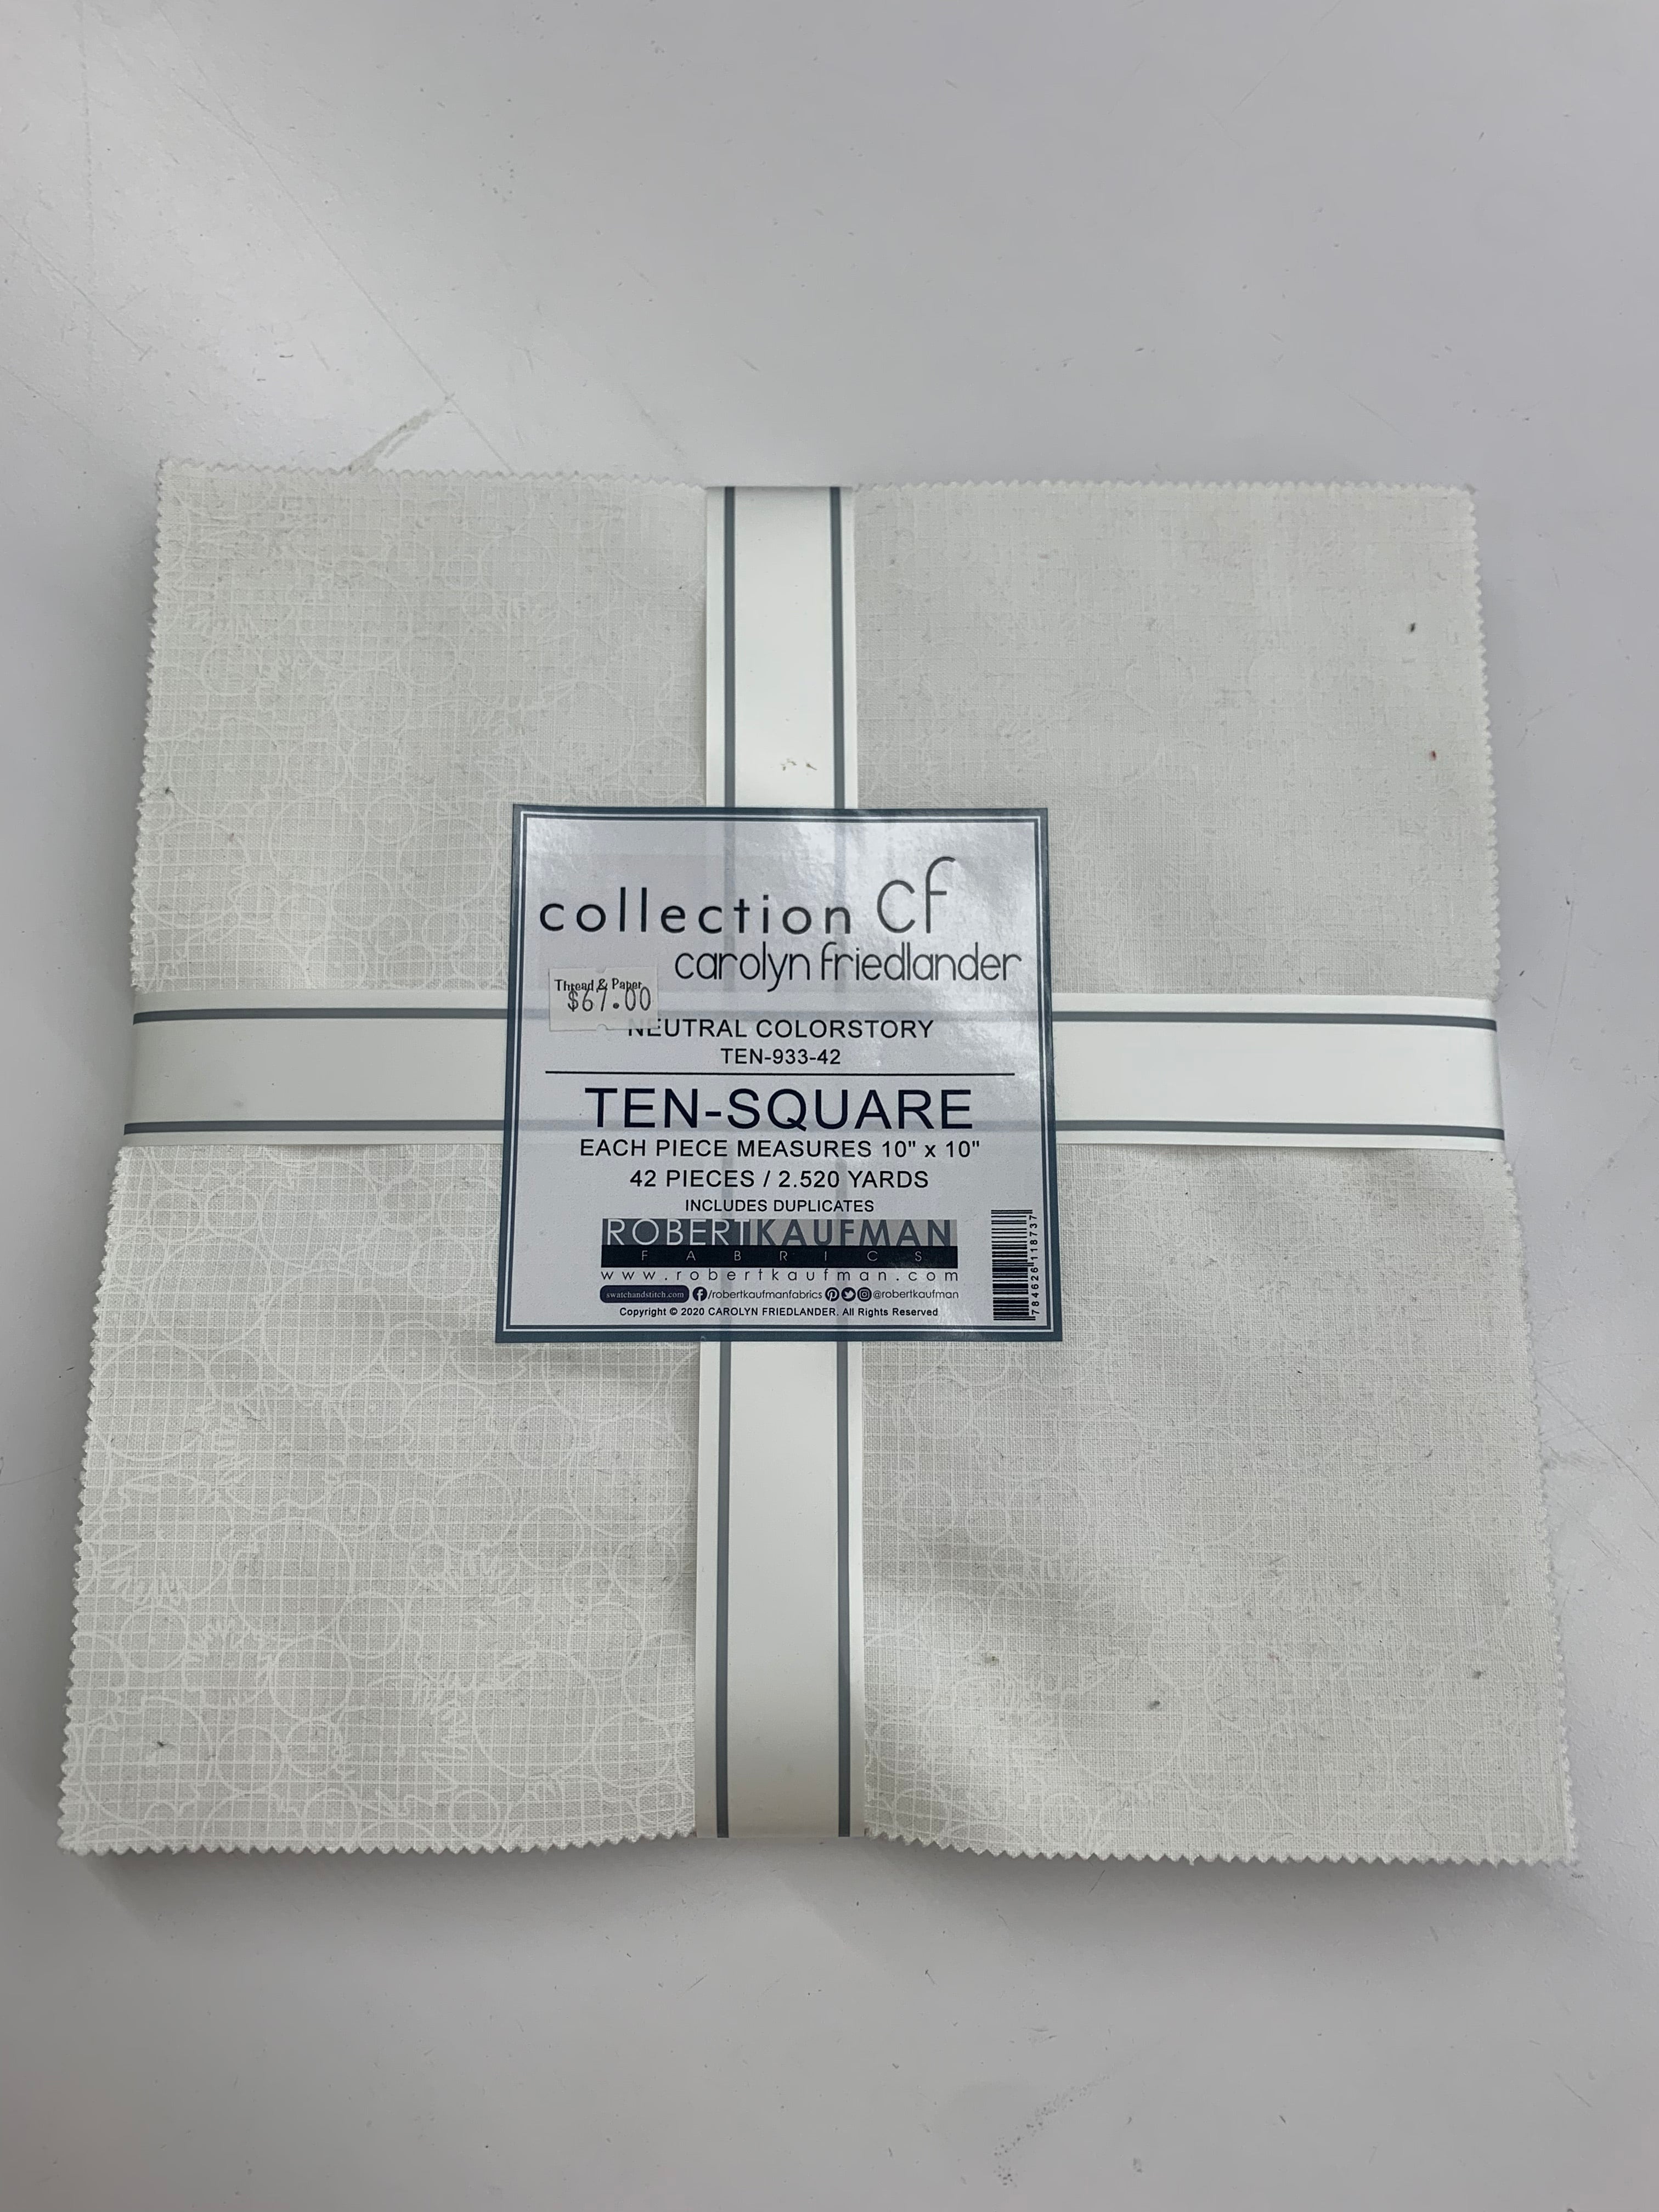 collection CF
carolyn friedlander
Thread & Paper
$67.00
NEUTRAL COLORSTORY
TEN-933-42
TEN-SQUARE
EACH PIECE MEASURES 10" x 10"
42 PIECES / 2.520 YARDS
INCLUDES DUPLICATES
ROBERTKAUFMAN
FABRICS
www.robertkaufman.com
swatchandstitch.com /robertkaufmanfabrics @robertkaufman
Copyright © 2020 CAROLYN FRIEDLANDER. All Rights Reserved
784626118737